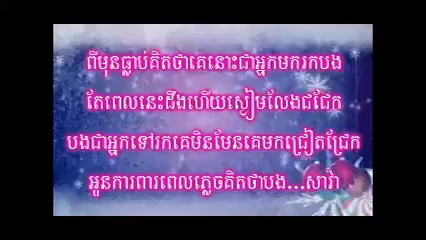 ពីមុនធ្លាប់គិតថាគេនោះជាអ្នកមករកបង
តែពេលនេះដឹងហើយស្ងៀមលែងជជែក
បងជាអ្នកទៅរកគេមិនមែនគេមកជ្រៀតជ្រែក
អូនការពារពេលភ្លេចគិតថាបង...សាវ៉ា